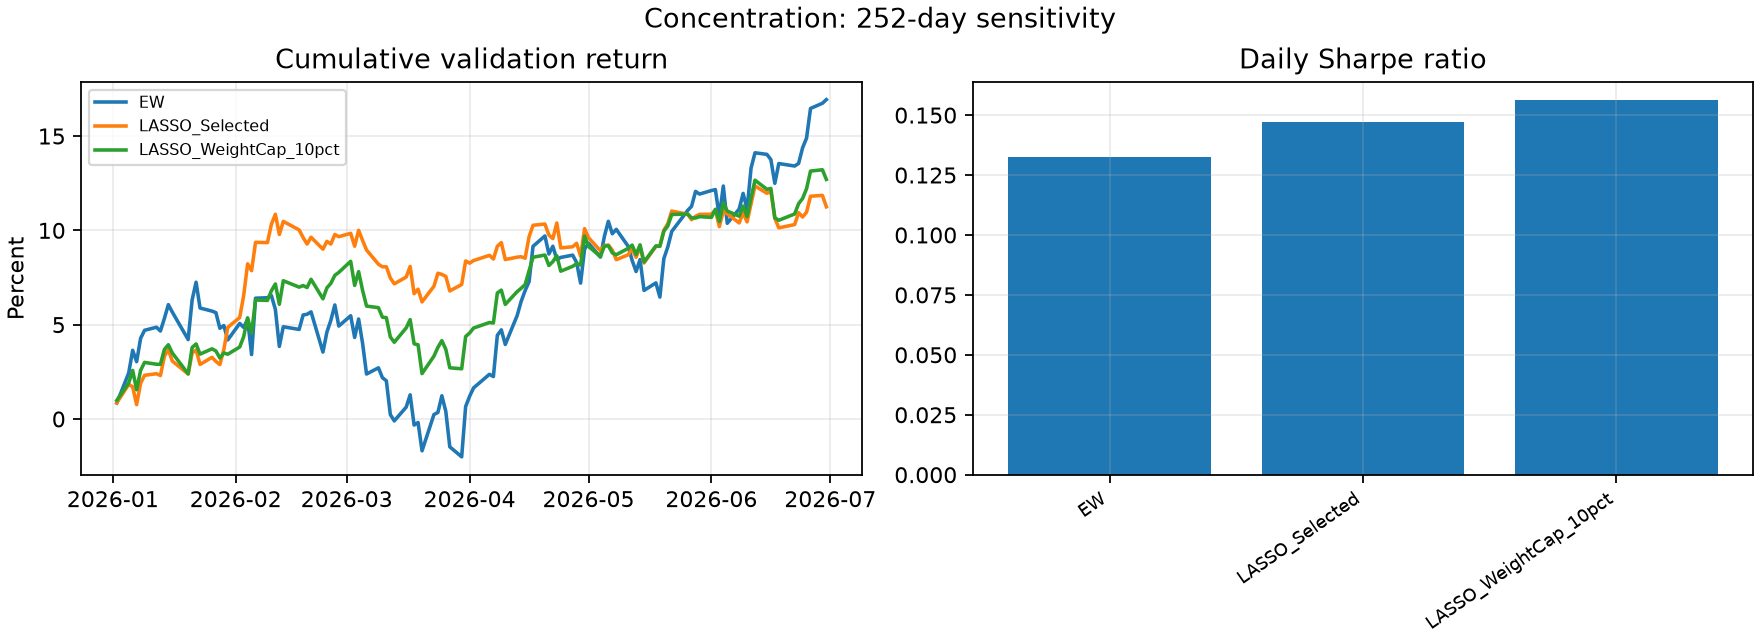 Concentration: 252-day sensitivity
Cumulative validation return
EW
LASSO_Selected
LASSO_WeightCap_10pct
Percent
15
10
5
0
2026-01 2026-02 2026-03 2026-04 2026-05 2026-06 2026-07
Daily Sharpe ratio
0.150
0.125
0.100
0.075
0.050
0.025
0.000
EW
LASSO_Selected
LASSO_WeightCap_10pct